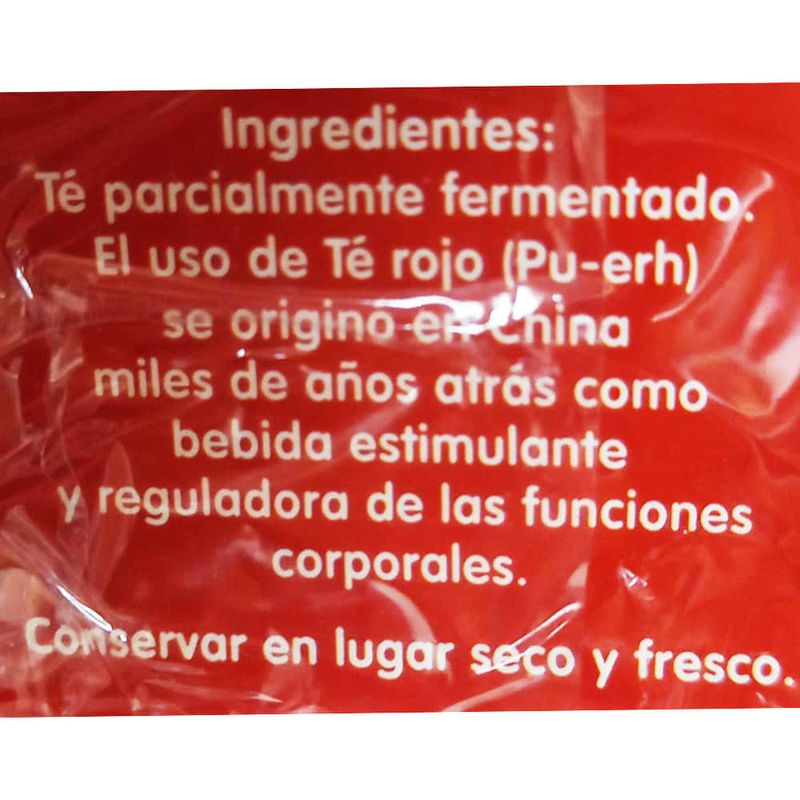 Ingredientes:
Té parcialmente fermentado.
El uso de Té rojo (Pu-erh)
se origino en China
miles de años atrás como
bebida estimulante
y reguladora de las funciones
corporales.
Conservar en lugar seco y fresco.